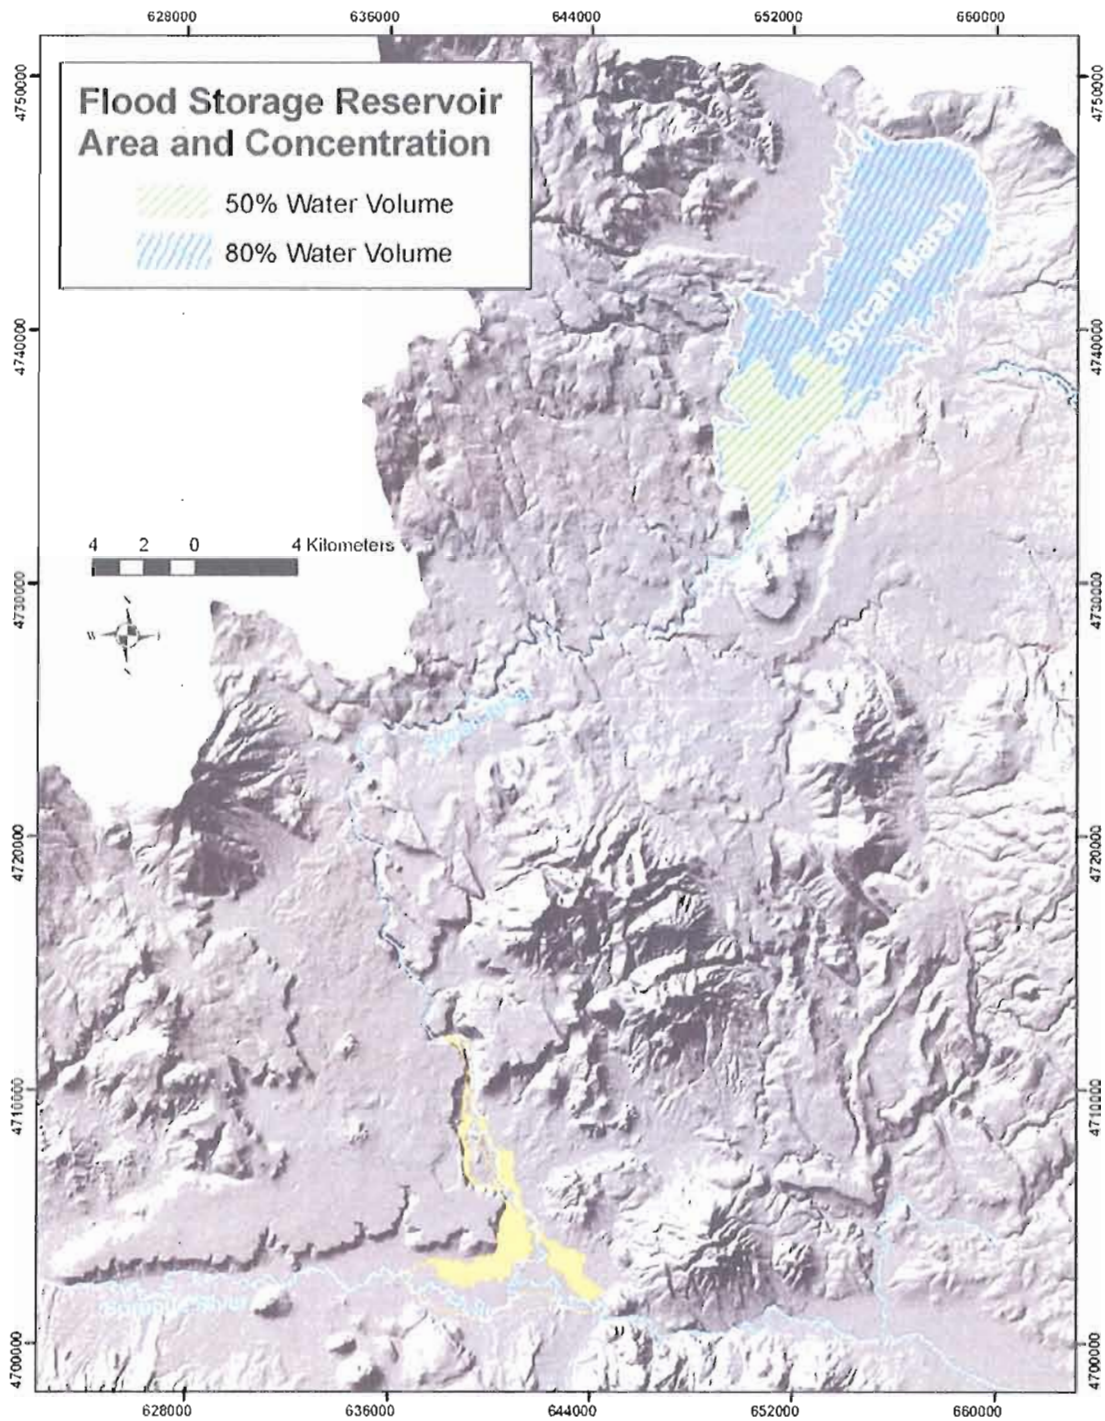 628000 636000 644000 652000 660000
4750000 4750000
Flood Storage Reservoir
Area and Concentration
50% Water Volume
80% Water Volume
Sycan Marsh
4740000 4740000
4 2 0 4 Kilometers
4730000 4730000
W
4720000 4720000
4710000 4710000
4700000 4700000
628000 636000 644000 652000 660000